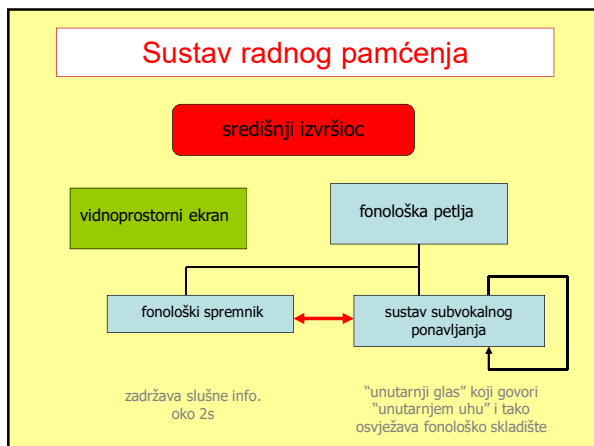 Sustav radnog pamćenja
središnji izvršioc
vidnoprostorni ekran
fonološka petlja
fonološki spremnik
sustav subvokalnog
ponavljanja
zadržava slušne info.
oko 2s
“unutarnji glas” koji govori
“unutarnjem uhu” i tako
osvježava fonološko skladište